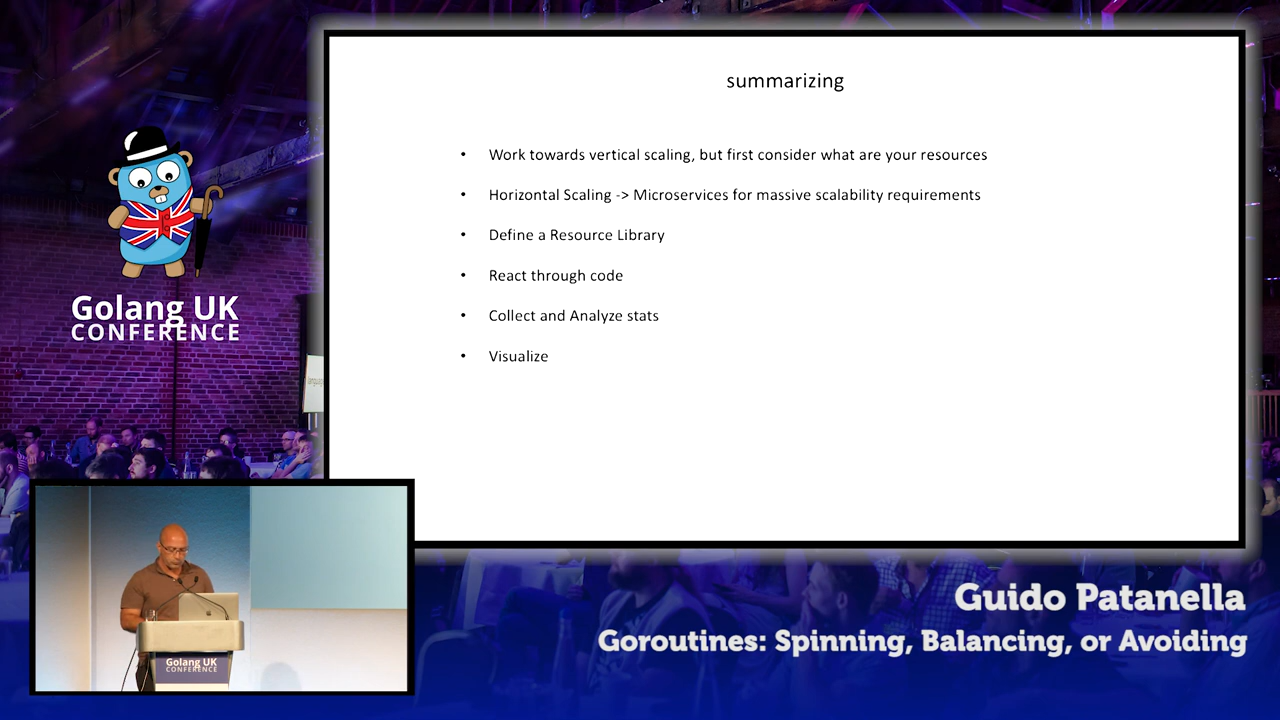 summarizing
• Work towards vertical scaling, but first consider what are your resources
• Horizontal Scaling -> Microservices for massive scalability requirements
• Define a Resource Library
• React through code
• Collect and Analyze stats
• Visualize
Golang UK
CONFERENCE
Golang UK
CONFERENCE
Guido Patanella
Goroutines: Spinning, Balancing, or Avoiding